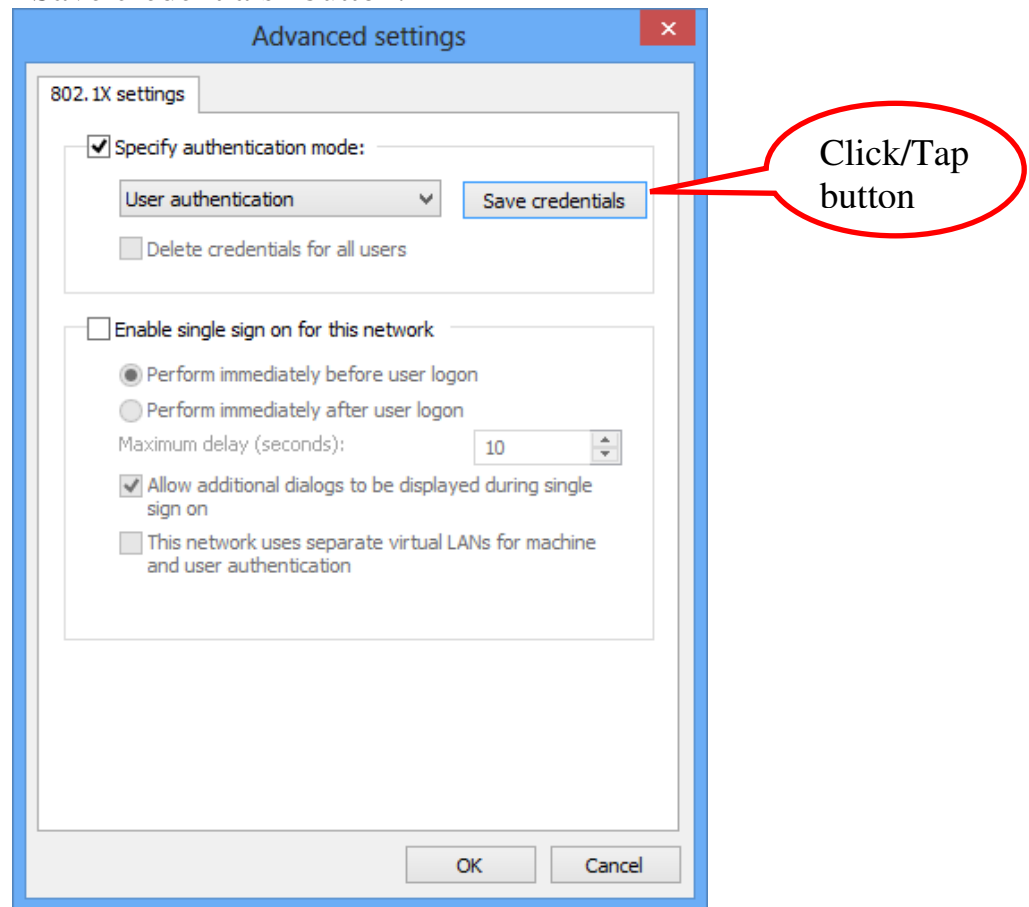 Advanced settings
802.1X settings
Specify authentication mode:
User authentication
Save credentials
Click/Tap
button
Delete credentials for all users
Enable single sign on for this network
Perform immediately before user logon
Perform immediately after user logon
Maximum delay (seconds):
10
Allow additional dialogs to be displayed during single
sign on
This network uses separate virtual LANs for machine
and user authentication
OK
Cancel